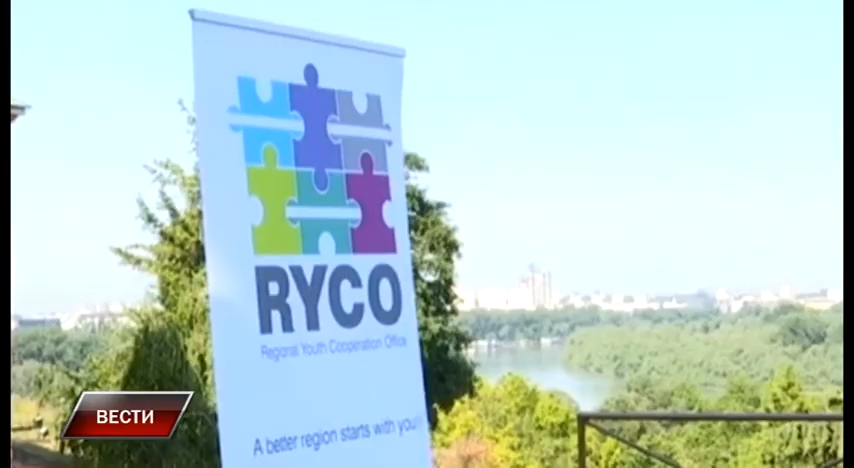 RYCO
Regional Youth Cooperation Office
A better region starts with you!
ВЕСТИ